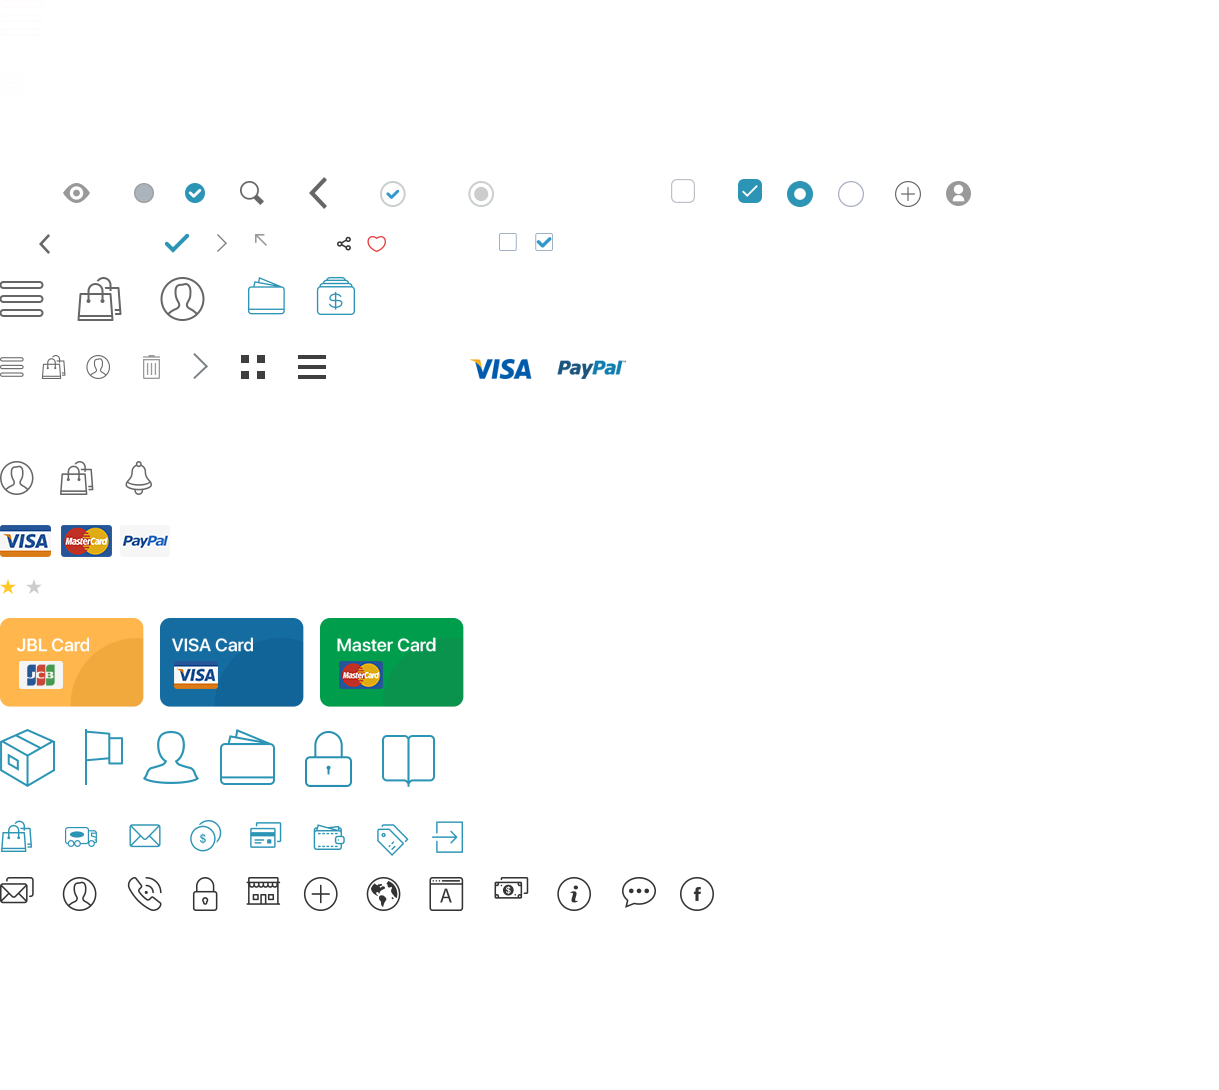 $
VISA PayPal
VISA MasterCard PayPal
JBL Card VISA Card Master Card
JCB VISA MasterCard
$
A $ i f